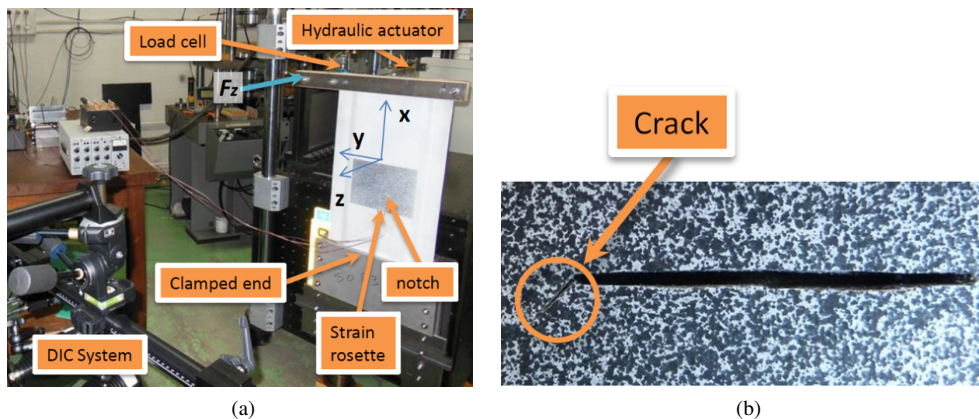 Load cell
Hydraulic actuator
Fz
x
y
z
Clamped end
notch
Strain rosette
DIC System
Crack
(a)
(b)